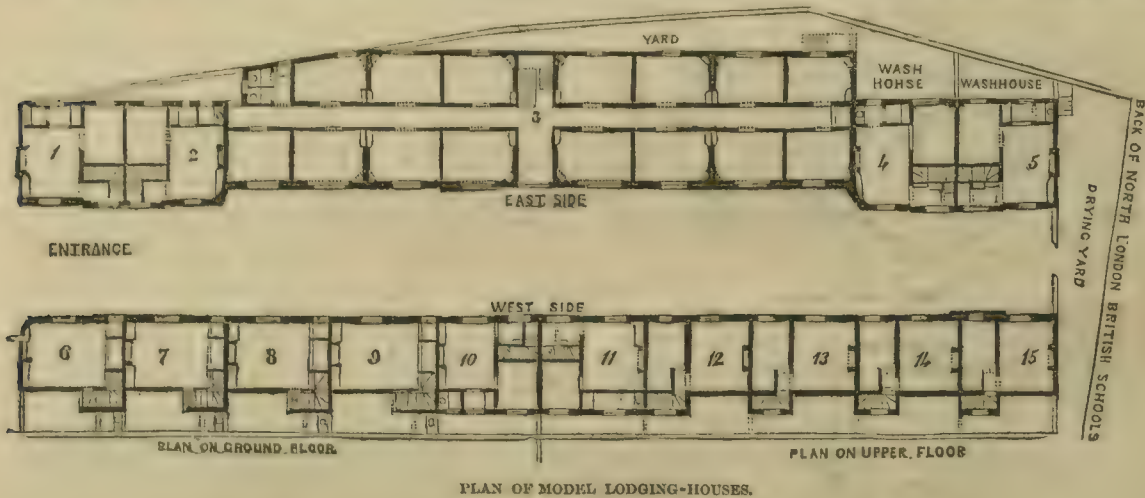 YARD
WASH
HOHSE
WASHHOUSE
1
2
3
4
5
EAST SIDE
ENTRANCE
DRYING YARD
BACK OF NORTH LONDON BRITISH SCHOOLS
WEST SIDE
6
7
8
9
10
11
12
13
14
15
PLAN ON GROUND FLOOR
PLAN ON UPPER FLOOR
PLAN OF MODEL LODGING-HOUSES.